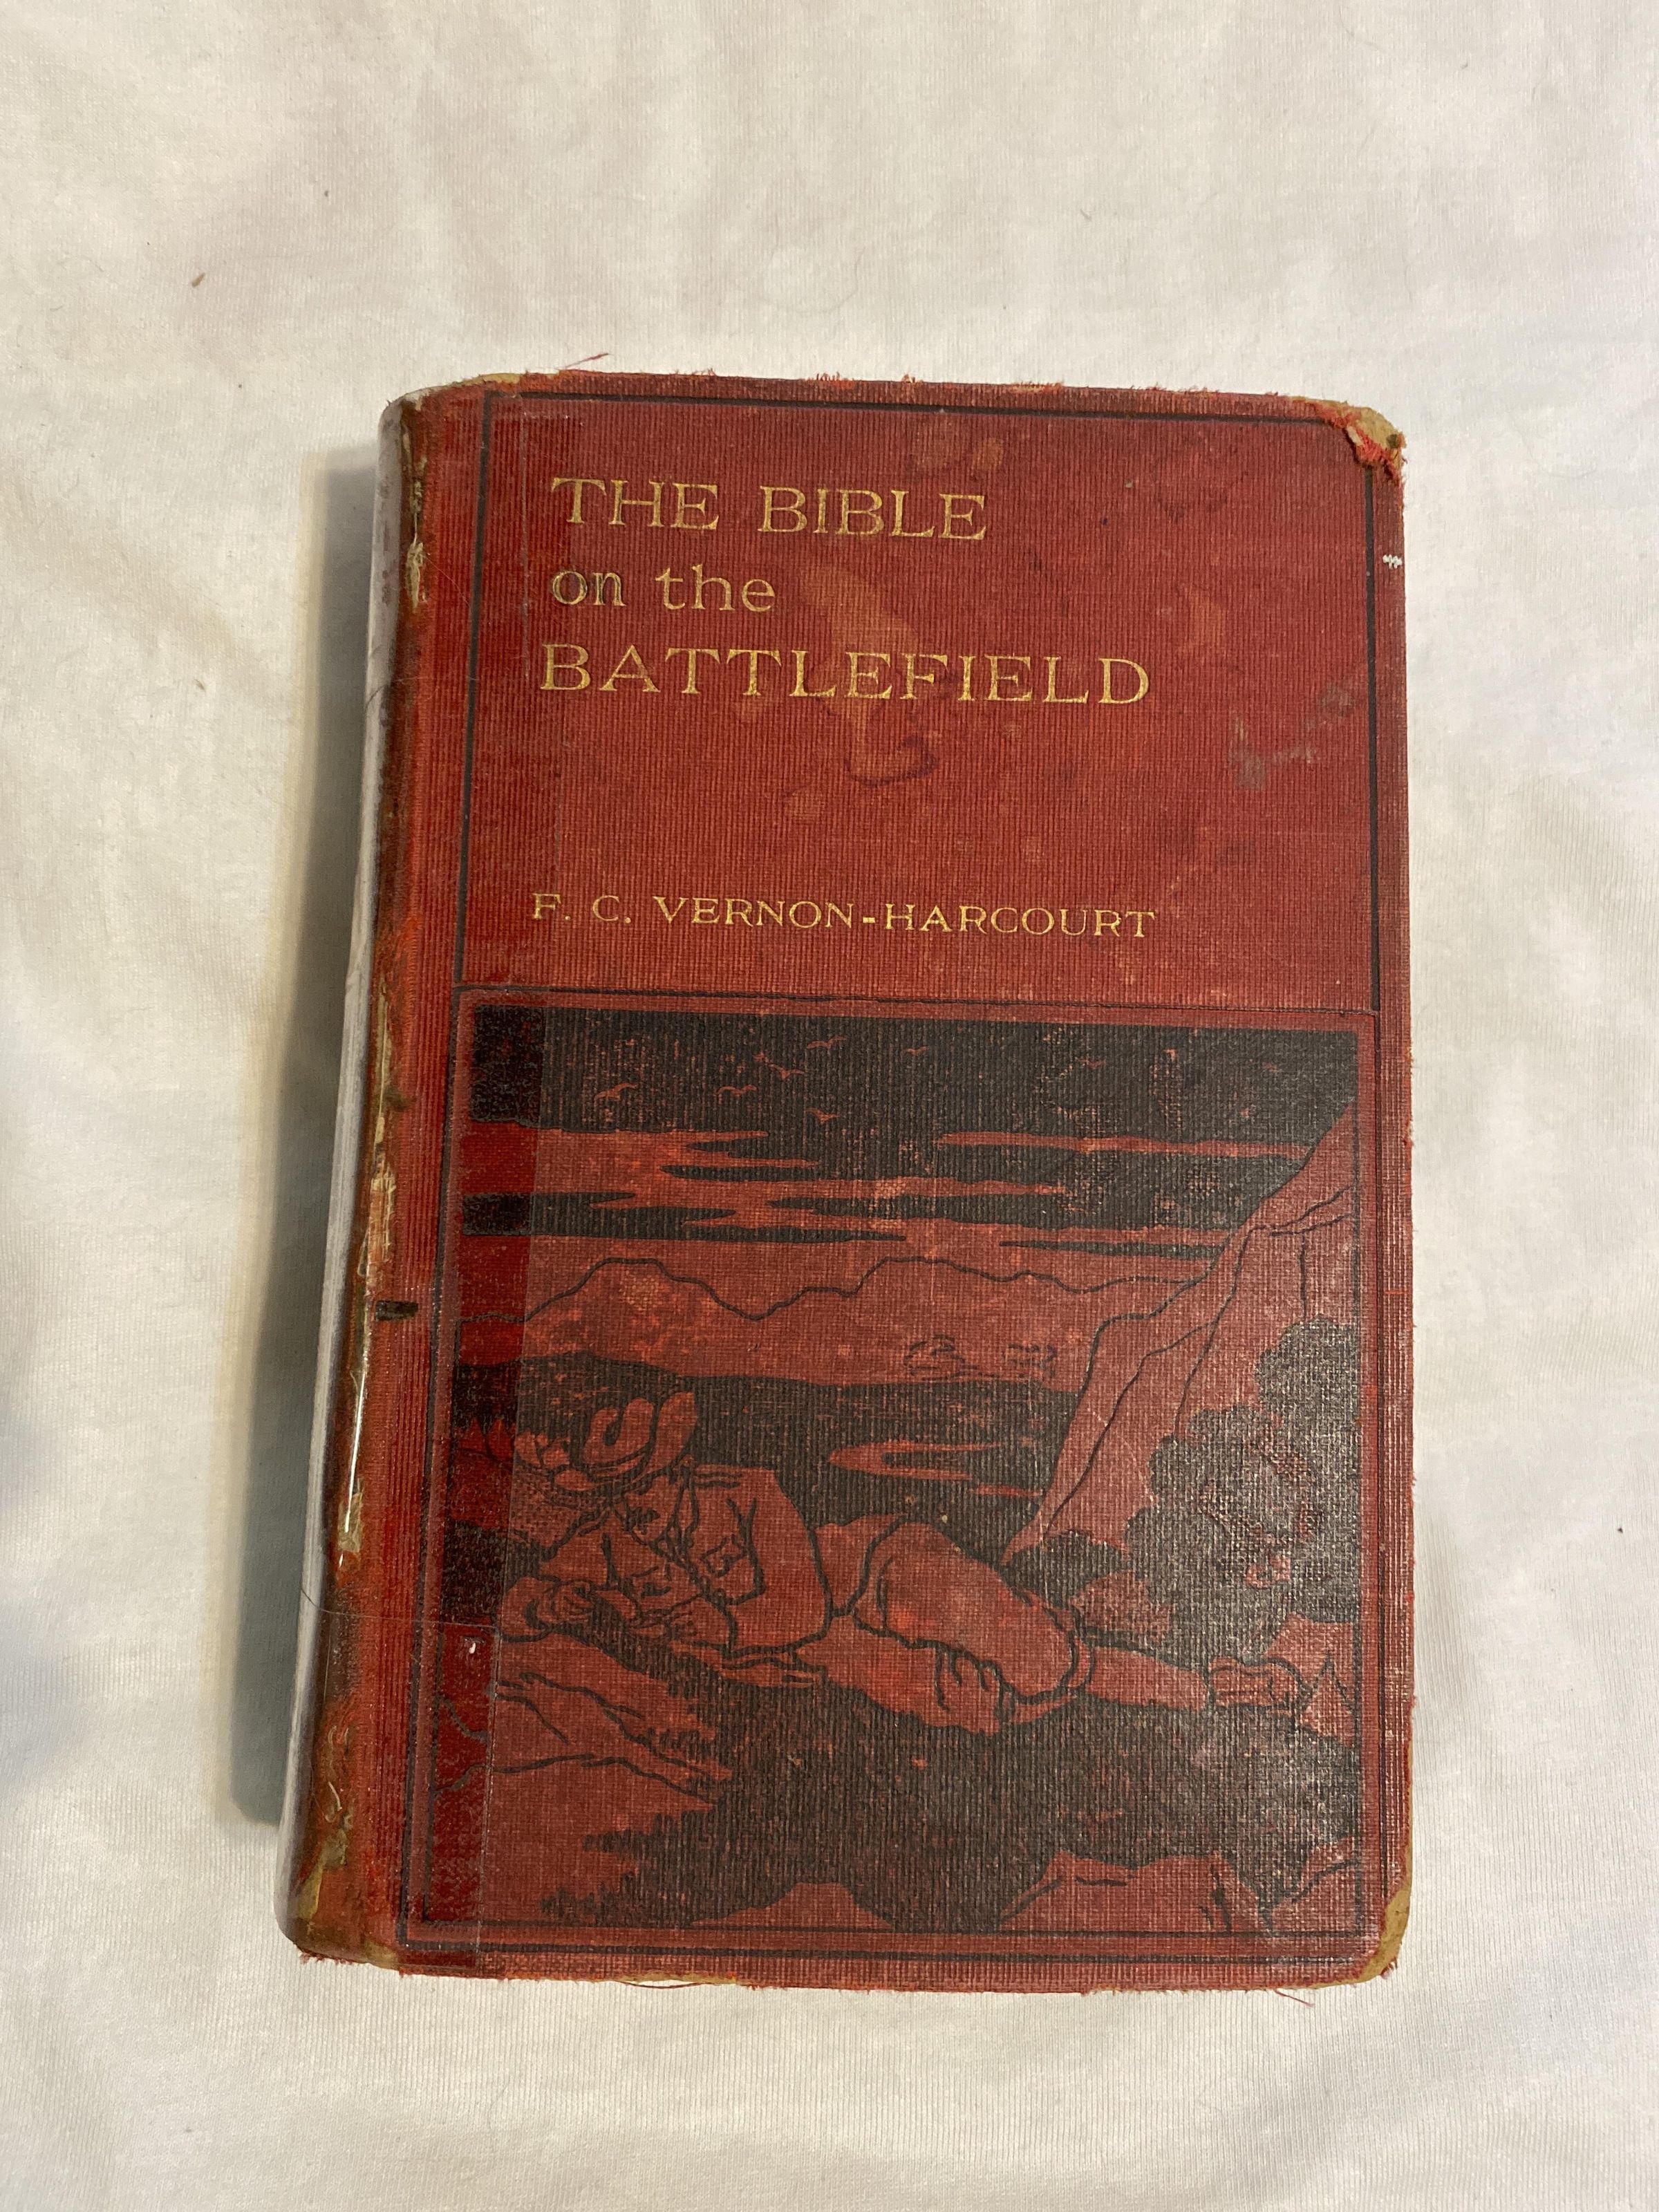 THE BIBLE
on the
BATTLEFIELD
F. C. VERNON-HARCOURT